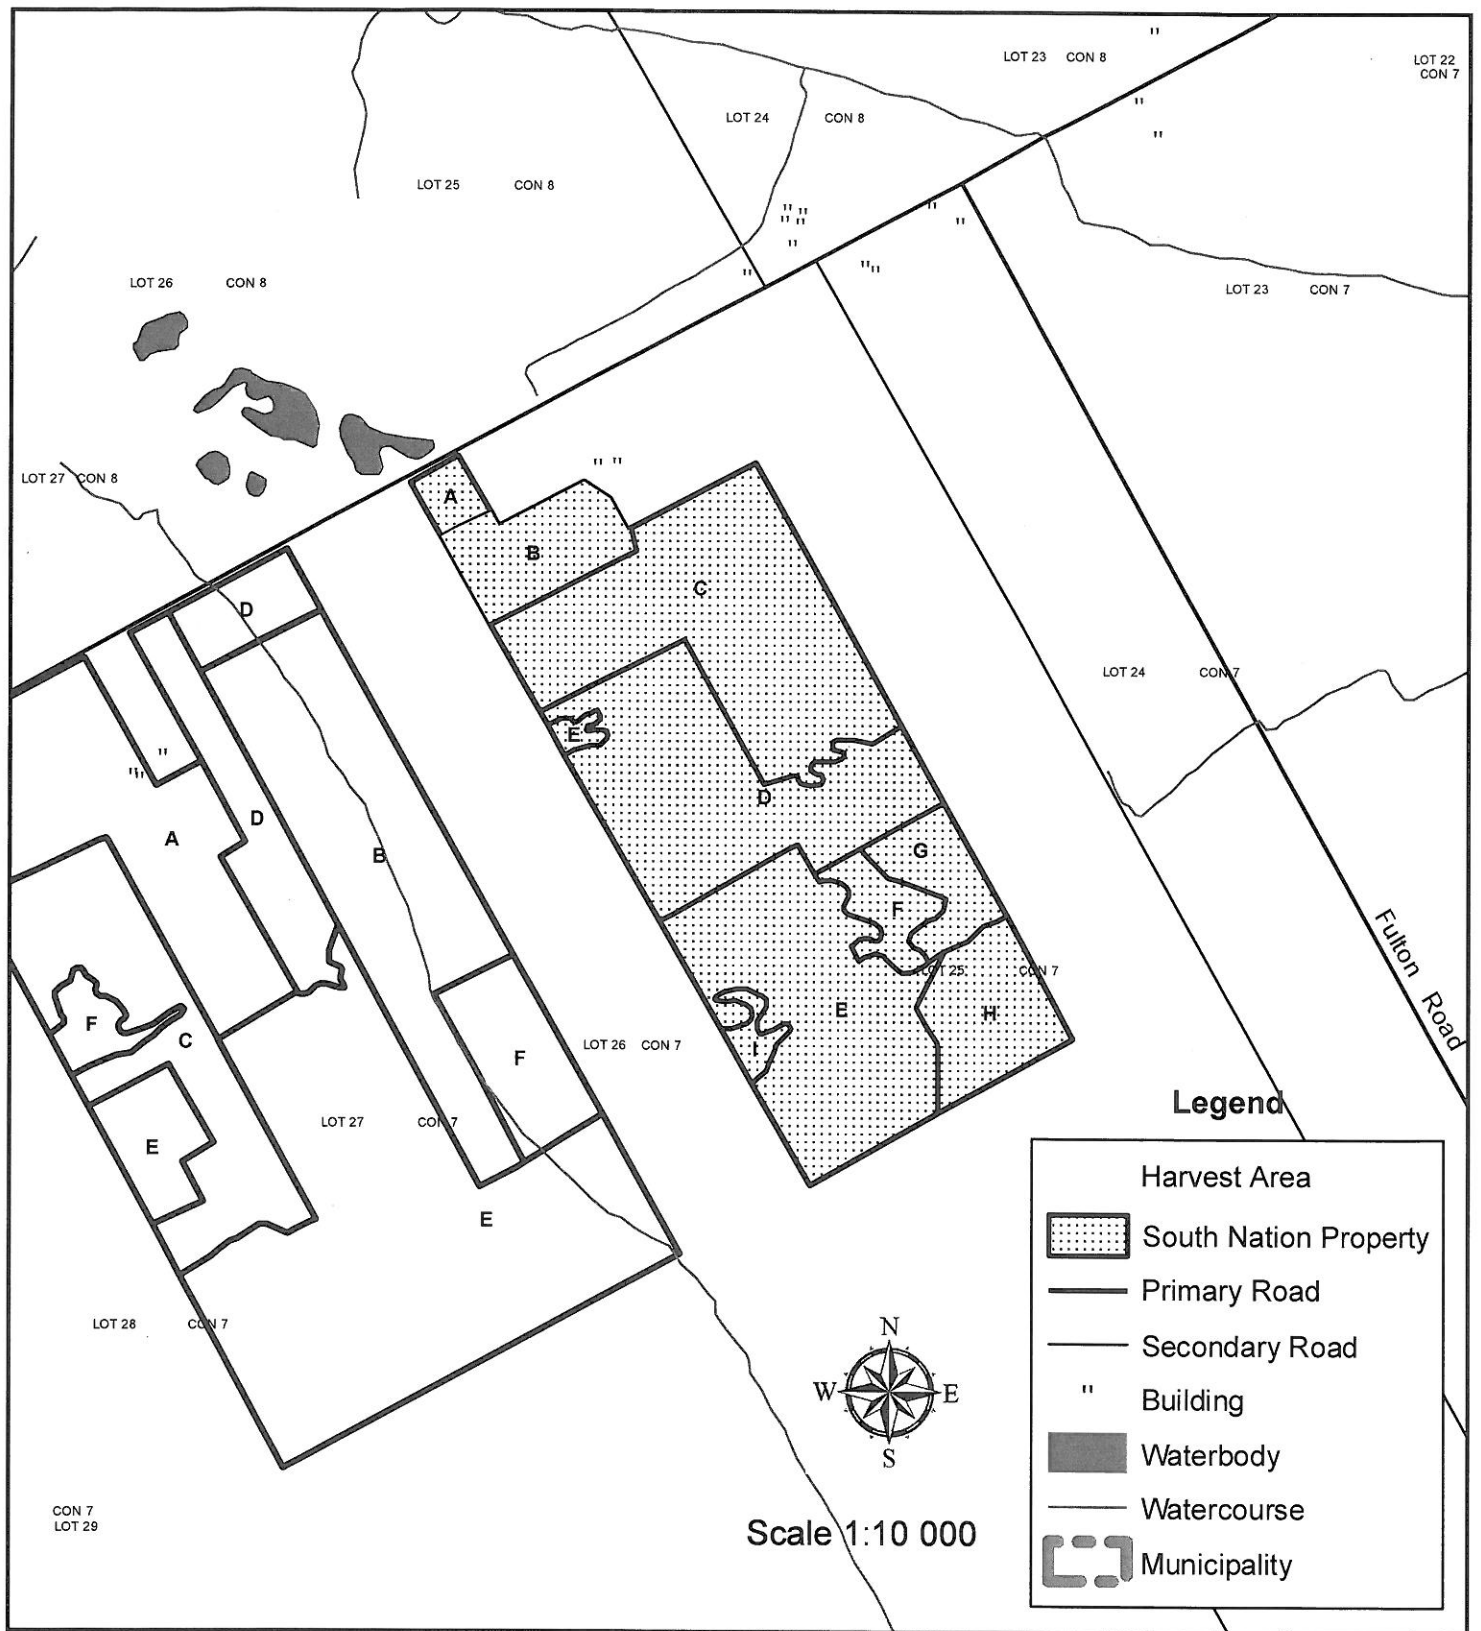 LOT 23 CON 8
LOT 22
CON 7
LOT 24 CON 8
LOT 25 CON 8
LOT 26 CON 8
LOT 23 CON 7
LOT 27 CON 8
A
B
C
D
LOT 24 CON 7
E
D
D
A
B
G
F
Fulton Road
LOT 25 CON 7
E
H
F
C
I
F
LOT 26 CON 7
LOT 27 CON 7
E
E
LOT 28 CON 7
CON 7
LOT 29
N
W E
S
Scale 1:10 000
Legend
Harvest Area
South Nation Property
Primary Road
Secondary Road
" Building
Waterbody
Watercourse
Municipality